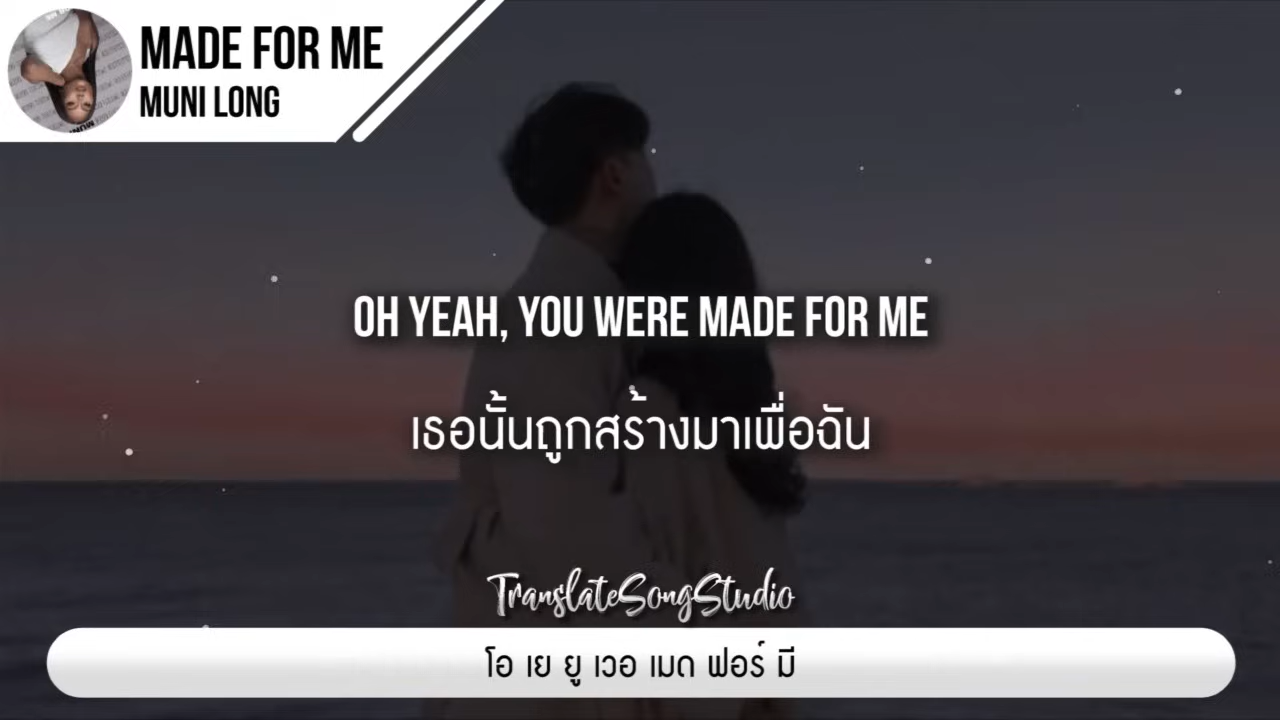 MADE FOR ME
MUNI LONG
OH YEAH, YOU WERE MADE FOR ME
เธอนั้นถูกสร้างมาเพื่อฉัน
TranslateSongStudio
โอ เย ยู เวอ เมด ฟอร์ มี